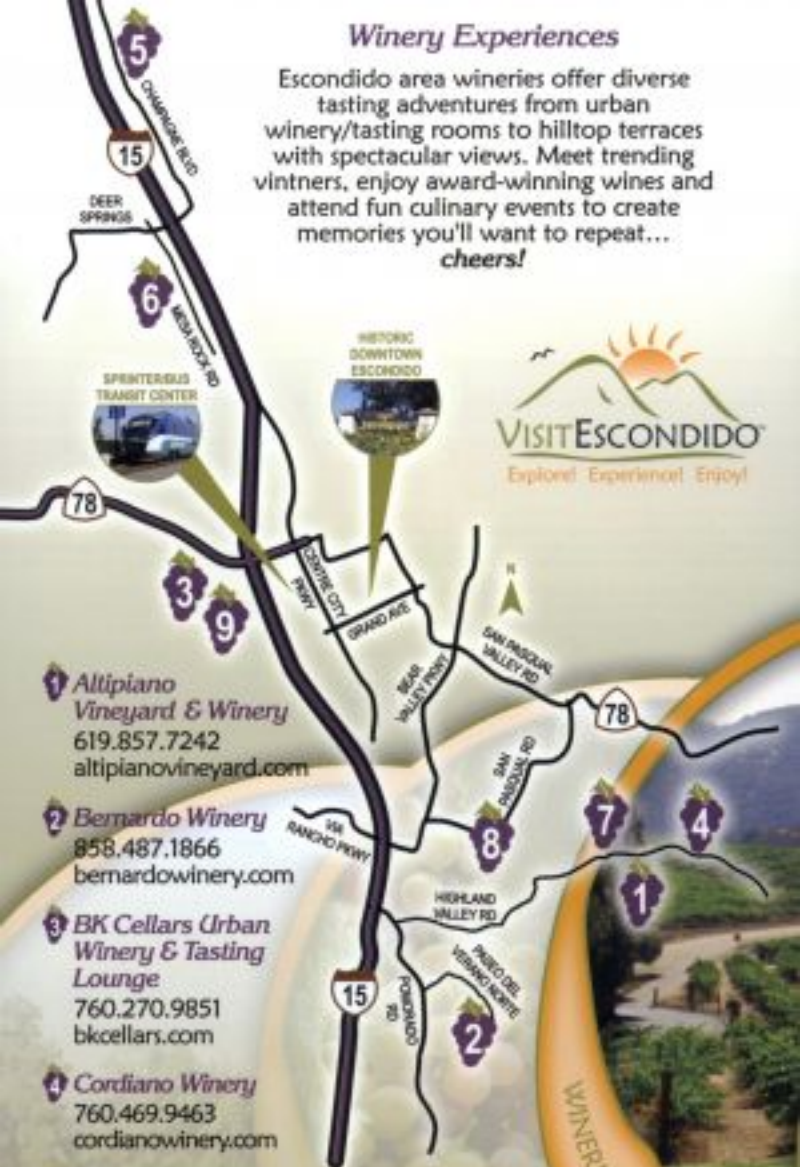 Winery Experiences
Escondido area wineries offer diverse
tasting adventures from urban
winery/tasting rooms to hilltop terraces
with spectacular views. Meet trending
vintners, enjoy award-winning wines and
attend fun culinary events to create
memories you'll want to repeat...
cheers!
5
CHAMPAGNE BLVD
15
DEER
SPRINGS
6
MESA ROCK RD
SPRINTER/BUS
TRANSIT CENTER
HISTORIC
DOWNTOWN
ESCONDIDO
VISITESCONDIDO
Explore! Experience! Enjoy!
78
3
9
CENTRE CITY
PKWY
GRAND AVE
N
BEAR
VALLEY PKWY
SAN PASQUAL
VALLEY RD
78
SAN
PASQUAL RD
VIA
RANCHO PKWY
8
7
4
1
HIGHLAND
VALLEY RD
15
POMERADO
RD
PASEO DEL
VERANO NORTE
2
1 Altipiano
Vineyard & Winery
619.857.7242
altipianovineyard.com
2 Bernardo Winery
858.487.1866
bernardowinery.com
3 BK Cellars Urban
Winery & Tasting
Lounge
760.270.9851
bkcellars.com
4 Cordiano Winery
760.469.9463
cordianowinery.com
WINER